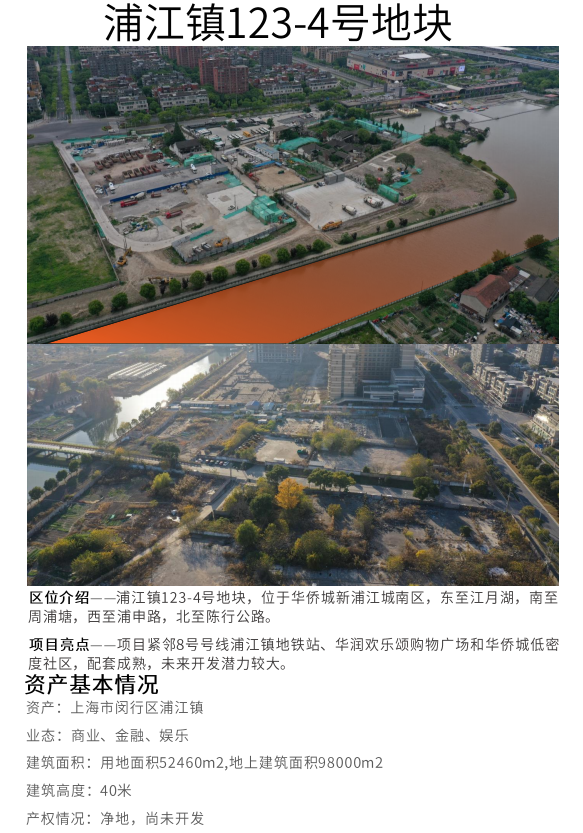 浦江镇123-4号地块
区位介绍——浦江镇123-4号地块，位于华侨城新浦江城南区，东至江月湖，南至
周浦塘，西至浦申路，北至陈行公路。
项目亮点——项目紧邻8号号线浦江镇地铁站、华润欢乐颂购物广场和华侨城低密
度社区，配套成熟，未来开发潜力较大。
资产基本情况
资产：上海市闵行区浦江镇
业态：商业、金融、娱乐
建筑面积：用地面积52460m2,地上建筑面积98000m2
建筑高度：40米
产权情况：净地，尚未开发